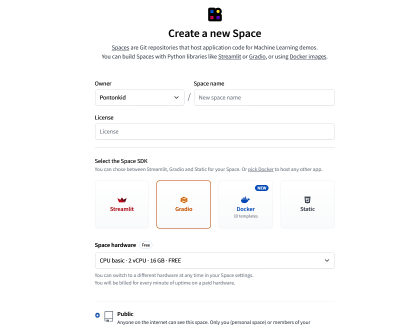 Create a new Space
Spaces are Git repositories that host application code for Machine Learning demos.
You can build Spaces with Python libraries like Streamlit or Gradio, or using Docker images.
Owner
Space name
Pontonkid
/
New space name
License
License
Select the Space SDK
You can chose between Streamlit, Gradio and Static for your Space. Or pick Docker to host any other app.
NEW
Streamlit
Gradio
Docker
Static
10 templates
Space hardware Free
CPU basic · 2 vCPU · 16 GB · FREE
You can switch to a different hardware at any time in your Space settings.
You will be billed for every minute of uptime on a paid hardware.
Public
Anyone on the internet can see this space. Only you (personal space) or members of your